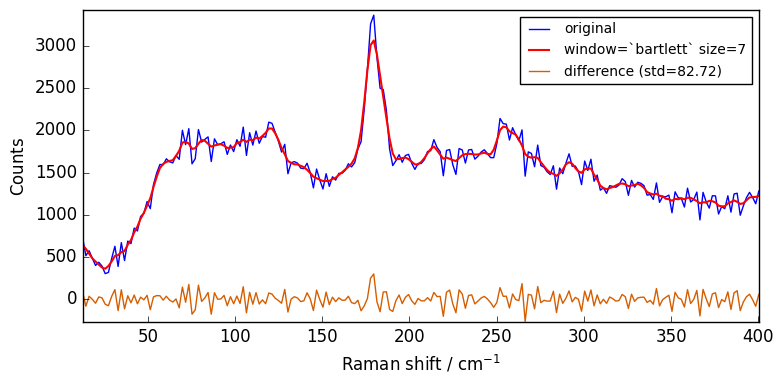 original
window=`bartlett` size=7
difference (std=82.72)
Counts
3000
2500
2000
1500
1000
500
0
50 100 150 200 250 300 350 400
Raman shift / cm⁻¹